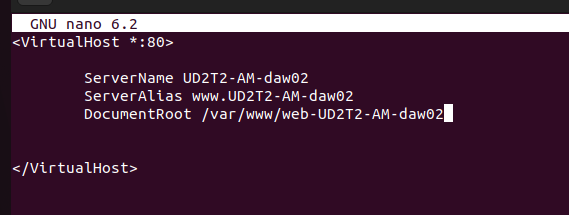 GNU nano 6.2
<VirtualHost *:80>
ServerName UD2T2-AM-daw02
ServerAlias www.UD2T2-AM-daw02
DocumentRoot /var/www/web-UD2T2-AM-daw02
</VirtualHost>